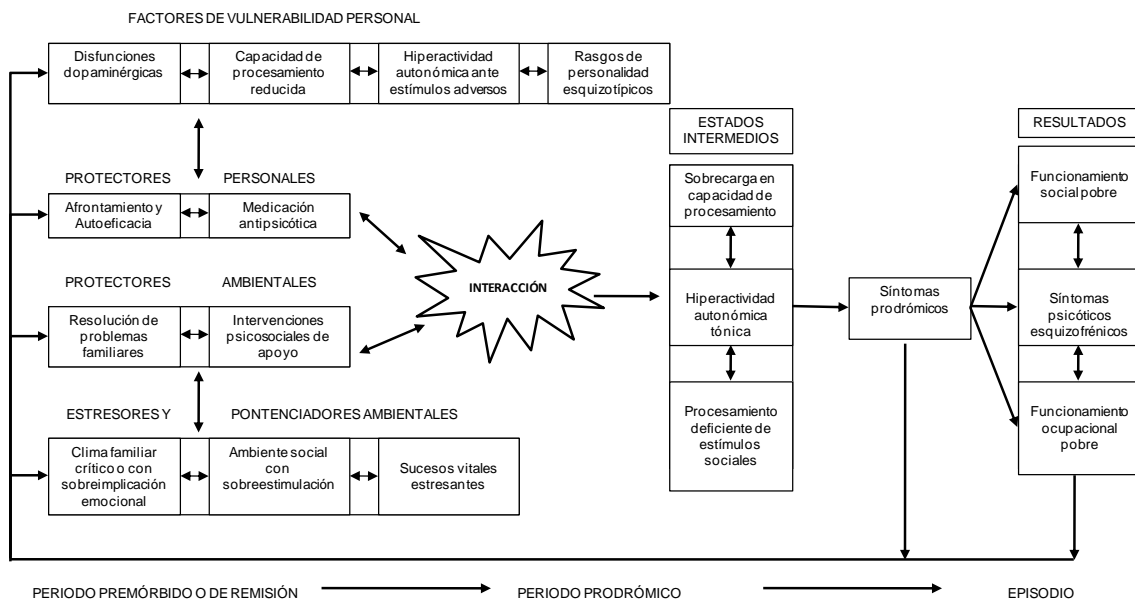 FACTORES DE VULNERABILIDAD PERSONAL
Disfunciones
dopaminérgicas
Capacidad de
procesamiento
reducida
Hiperactividad
autonómica ante
estímulos adversos
Rasgos de
personalidad
esquizotípicos
PROTECTORES PERSONALES
Afrontamiento y
Autoeficacia
Medicación
antipsicótica
PROTECTORES AMBIENTALES
Resolución de
problemas
familiares
Intervenciones
psicosociales de
apoyo
ESTRESORES Y PONTENCIADORES AMBIENTALES
Clima familiar
crítico o con
sobreimplicación
emocional
Ambiente social
con
sobreestimulación
Sucesos vitales
estresantes
INTERACCIÓN
ESTADOS
INTERMEDIOS
Sobrecarga en
capacidad de
procesamiento
Hiperactividad
autonómica
tónica
Procesamiento
deficiente de
estímulos
sociales
Síntomas
prodrómicos
RESULTADOS
Funcionamiento
social pobre
Síntomas
psicóticos
esquizofrénicos
Funcionamiento
ocupacional
pobre
PERIODO PREMÓRBIDO O DE REMISIÓN
PERIODO PRODRÓMICO
EPISODIO